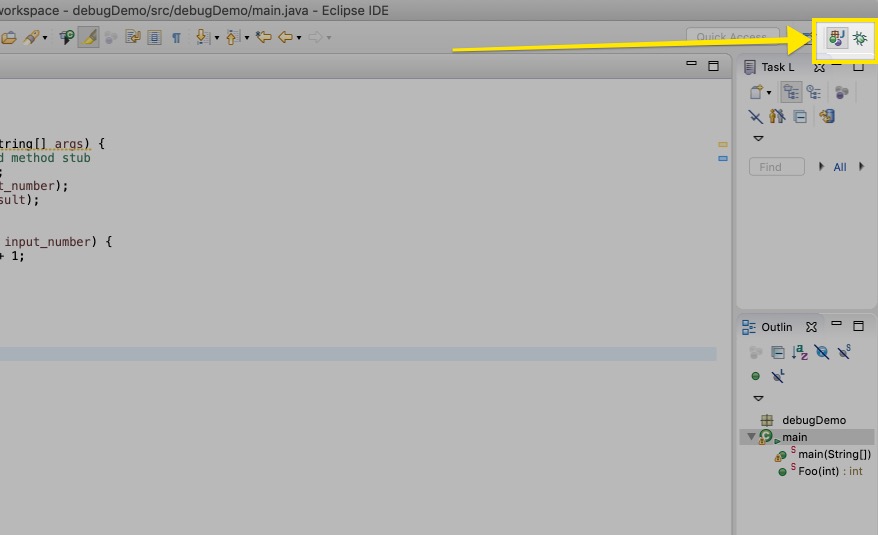 workspace - debugDemo/src/debugDemo/main.java - Eclipse IDE
Quick Access
Task L
tring[] args) {
d method stub
;
t_number);
sult);
Find
All
input_number) {
+ 1;
Outlin
debugDemo
main
main(String[])
Foo(int) : int